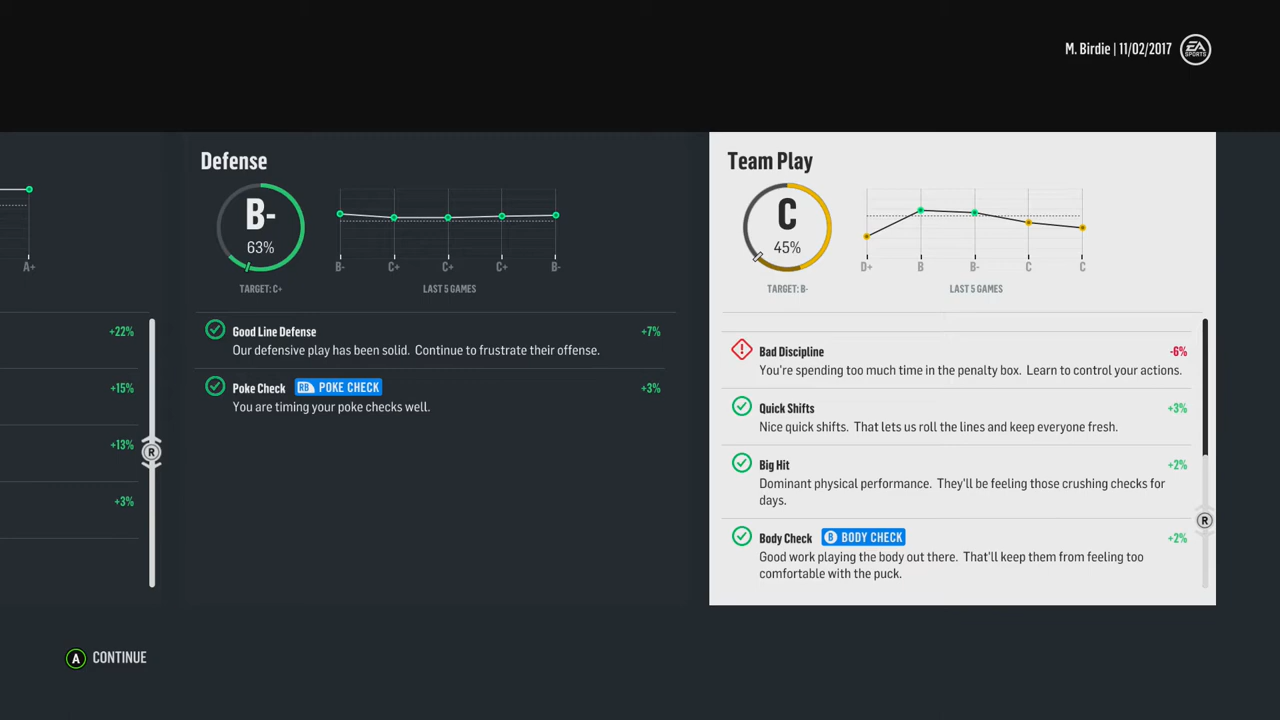 M. Birdie | 11/02/2017
EA
SPORTS
A+
+22%
+15%
+13%
+3%
R
Defense
B-
63%
TARGET: C+
B- C+ C+ C+ B-
LAST 5 GAMES
Good Line Defense +7%
Our defensive play has been solid. Continue to frustrate their offense.
Poke Check RB POKE CHECK +3%
You are timing your poke checks well.
Team Play
C
45%
TARGET: B-
D+ B B- C C
LAST 5 GAMES
Bad Discipline -6%
You're spending too much time in the penalty box. Learn to control your actions.
Quick Shifts +3%
Nice quick shifts. That lets us roll the lines and keep everyone fresh.
Big Hit +2%
Dominant physical performance. They'll be feeling those crushing checks for
days.
Body Check B BODY CHECK +2%
Good work playing the body out there. That'll keep them from feeling too
comfortable with the puck.
R
A CONTINUE